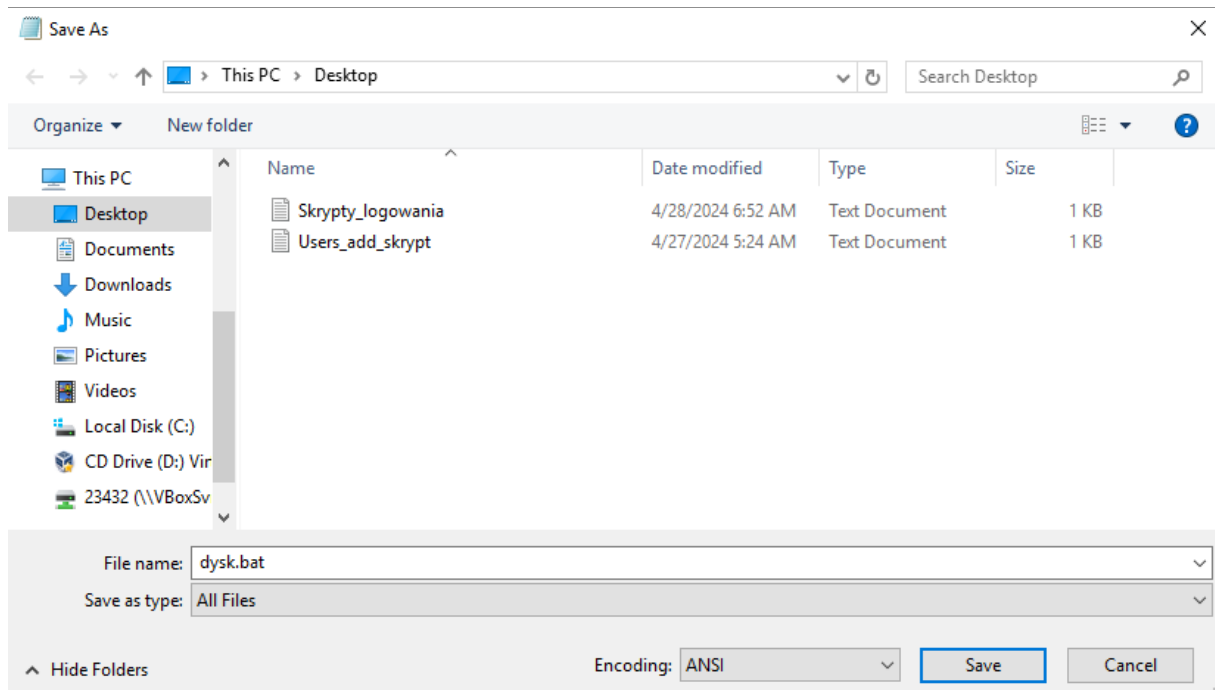 Save As
This PC > Desktop
Search Desktop
Organize
New folder
Name
Date modified
Type
Size
This PC
Desktop
Documents
Downloads
Music
Pictures
Videos
Local Disk (C:)
CD Drive (D:) Vir
23432 (\\VBoxSv
Skrypty_logowania 4/28/2024 6:52 AM Text Document 1 KB
Users_add_skrypt 4/27/2024 5:24 AM Text Document 1 KB
File name: dysk.bat
Save as type: All Files
Hide Folders
Encoding: ANSI
Save
Cancel